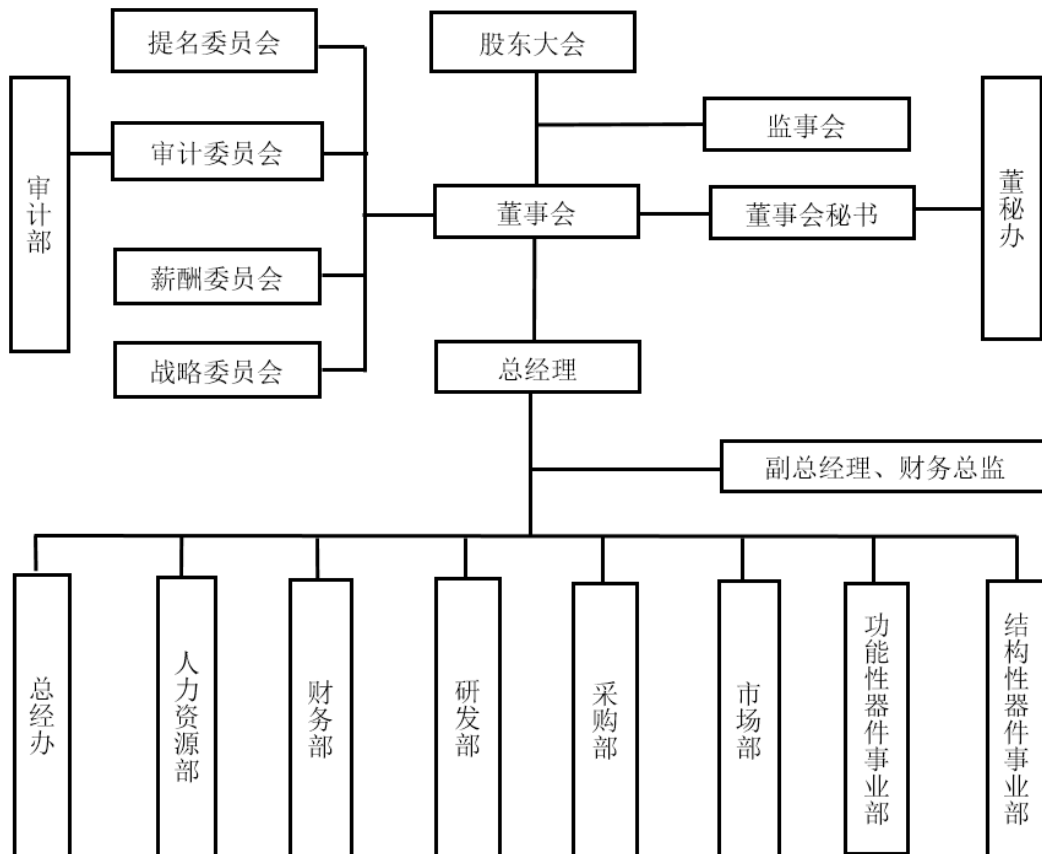 提名委员会
股东大会
监事会
审计委员会
审计部
董事会
董事会秘书
董秘办
薪酬委员会
战略委员会
总经理
副总经理、财务总监
总经办
人力资源部
财务部
研发部
采购部
市场部
功能性器件事业部
结构性器件事业部